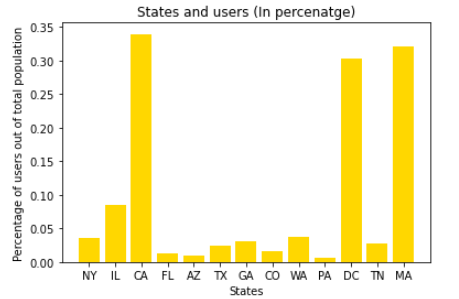 States and users (In percenatge)
Percentage of users out of total population
0.35
0.30
0.25
0.20
0.15
0.10
0.05
0.00
NY IL CA FL AZ TX GA CO WA PA DC TN MA
States